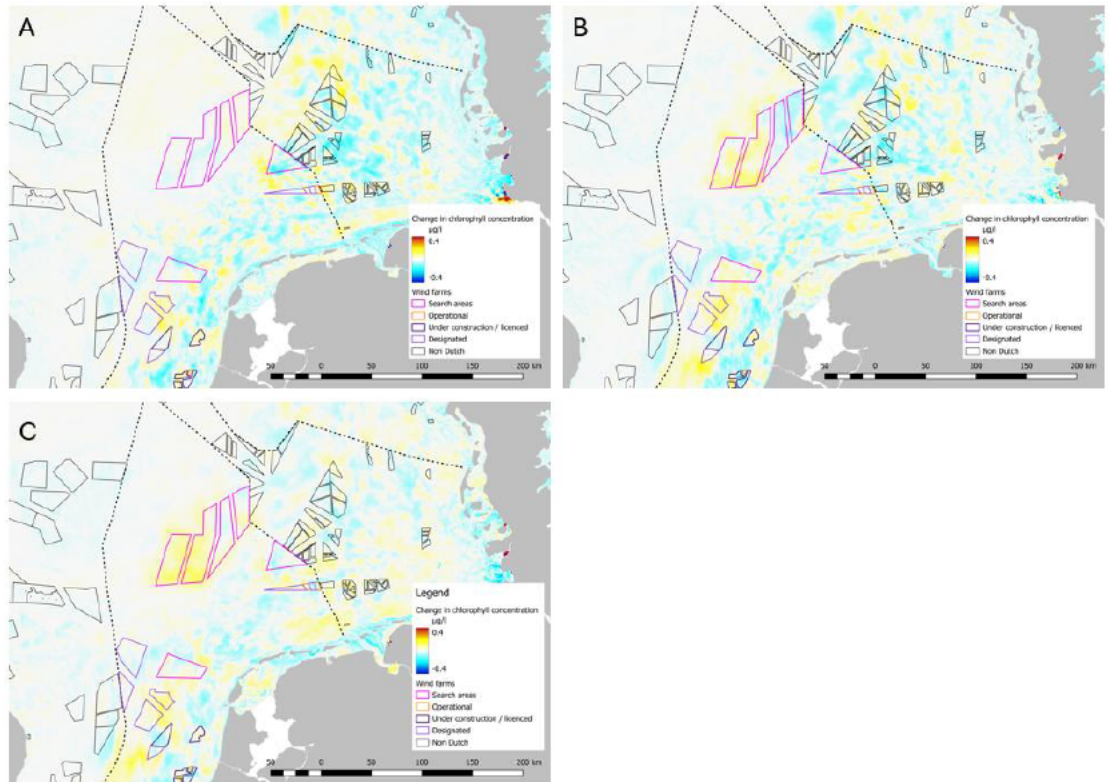 A
Change in chlorophyll concentration
µg/l
0.4
-0.4
Wind farms
Search areas
Operational
Under construction / licenced
Designated
Non Dutch
50 0 50 100 150 200 km
B
Change in chlorophyll concentration
µg/l
0.4
-0.4
Wind farms
Search areas
Operational
Under construction / licenced
Designated
Non Dutch
50 0 50 100 150 200 km
C
Legend
Change in chlorophyll concentration
µg/l
0.4
-0.4
Wind farms
Search areas
Operational
Under construction / licenced
Designated
Non Dutch
50 0 50 100 150 200 km